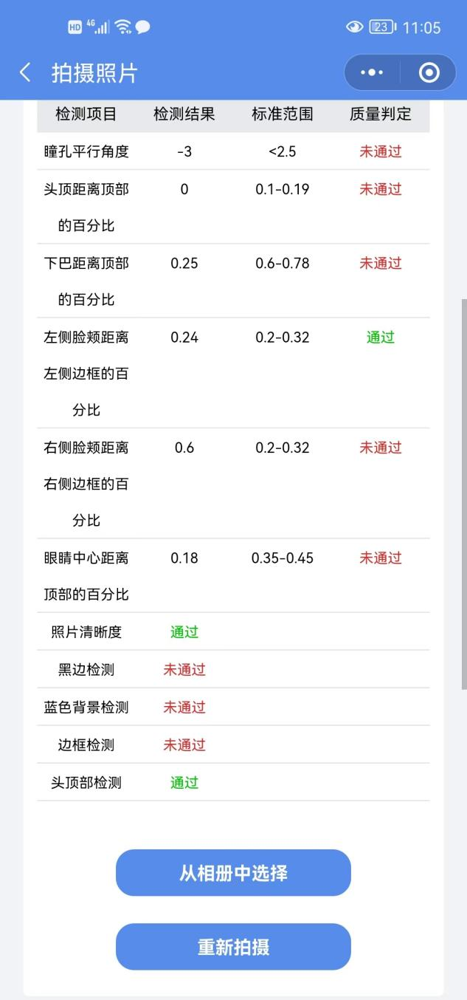 HD 4G 23 11:05
拍摄照片
检测项目 检测结果 标准范围 质量判定
瞳孔平行角度 -3 <2.5 未通过
头顶距离顶部 0 0.1-0.19 未通过
的百分比
下巴距离顶部 0.25 0.6-0.78 未通过
的百分比
左侧脸颊距离 0.24 0.2-0.32 通过
左侧边框的百
分比
右侧脸颊距离 0.6 0.2-0.32 未通过
右侧边框的百
分比
眼睛中心距离 0.18 0.35-0.45 未通过
顶部的百分比
照片清晰度 通过
黑边检测 未通过
蓝色背景检测 未通过
边框检测 未通过
头顶部检测 通过
从相册中选择
重新拍摄